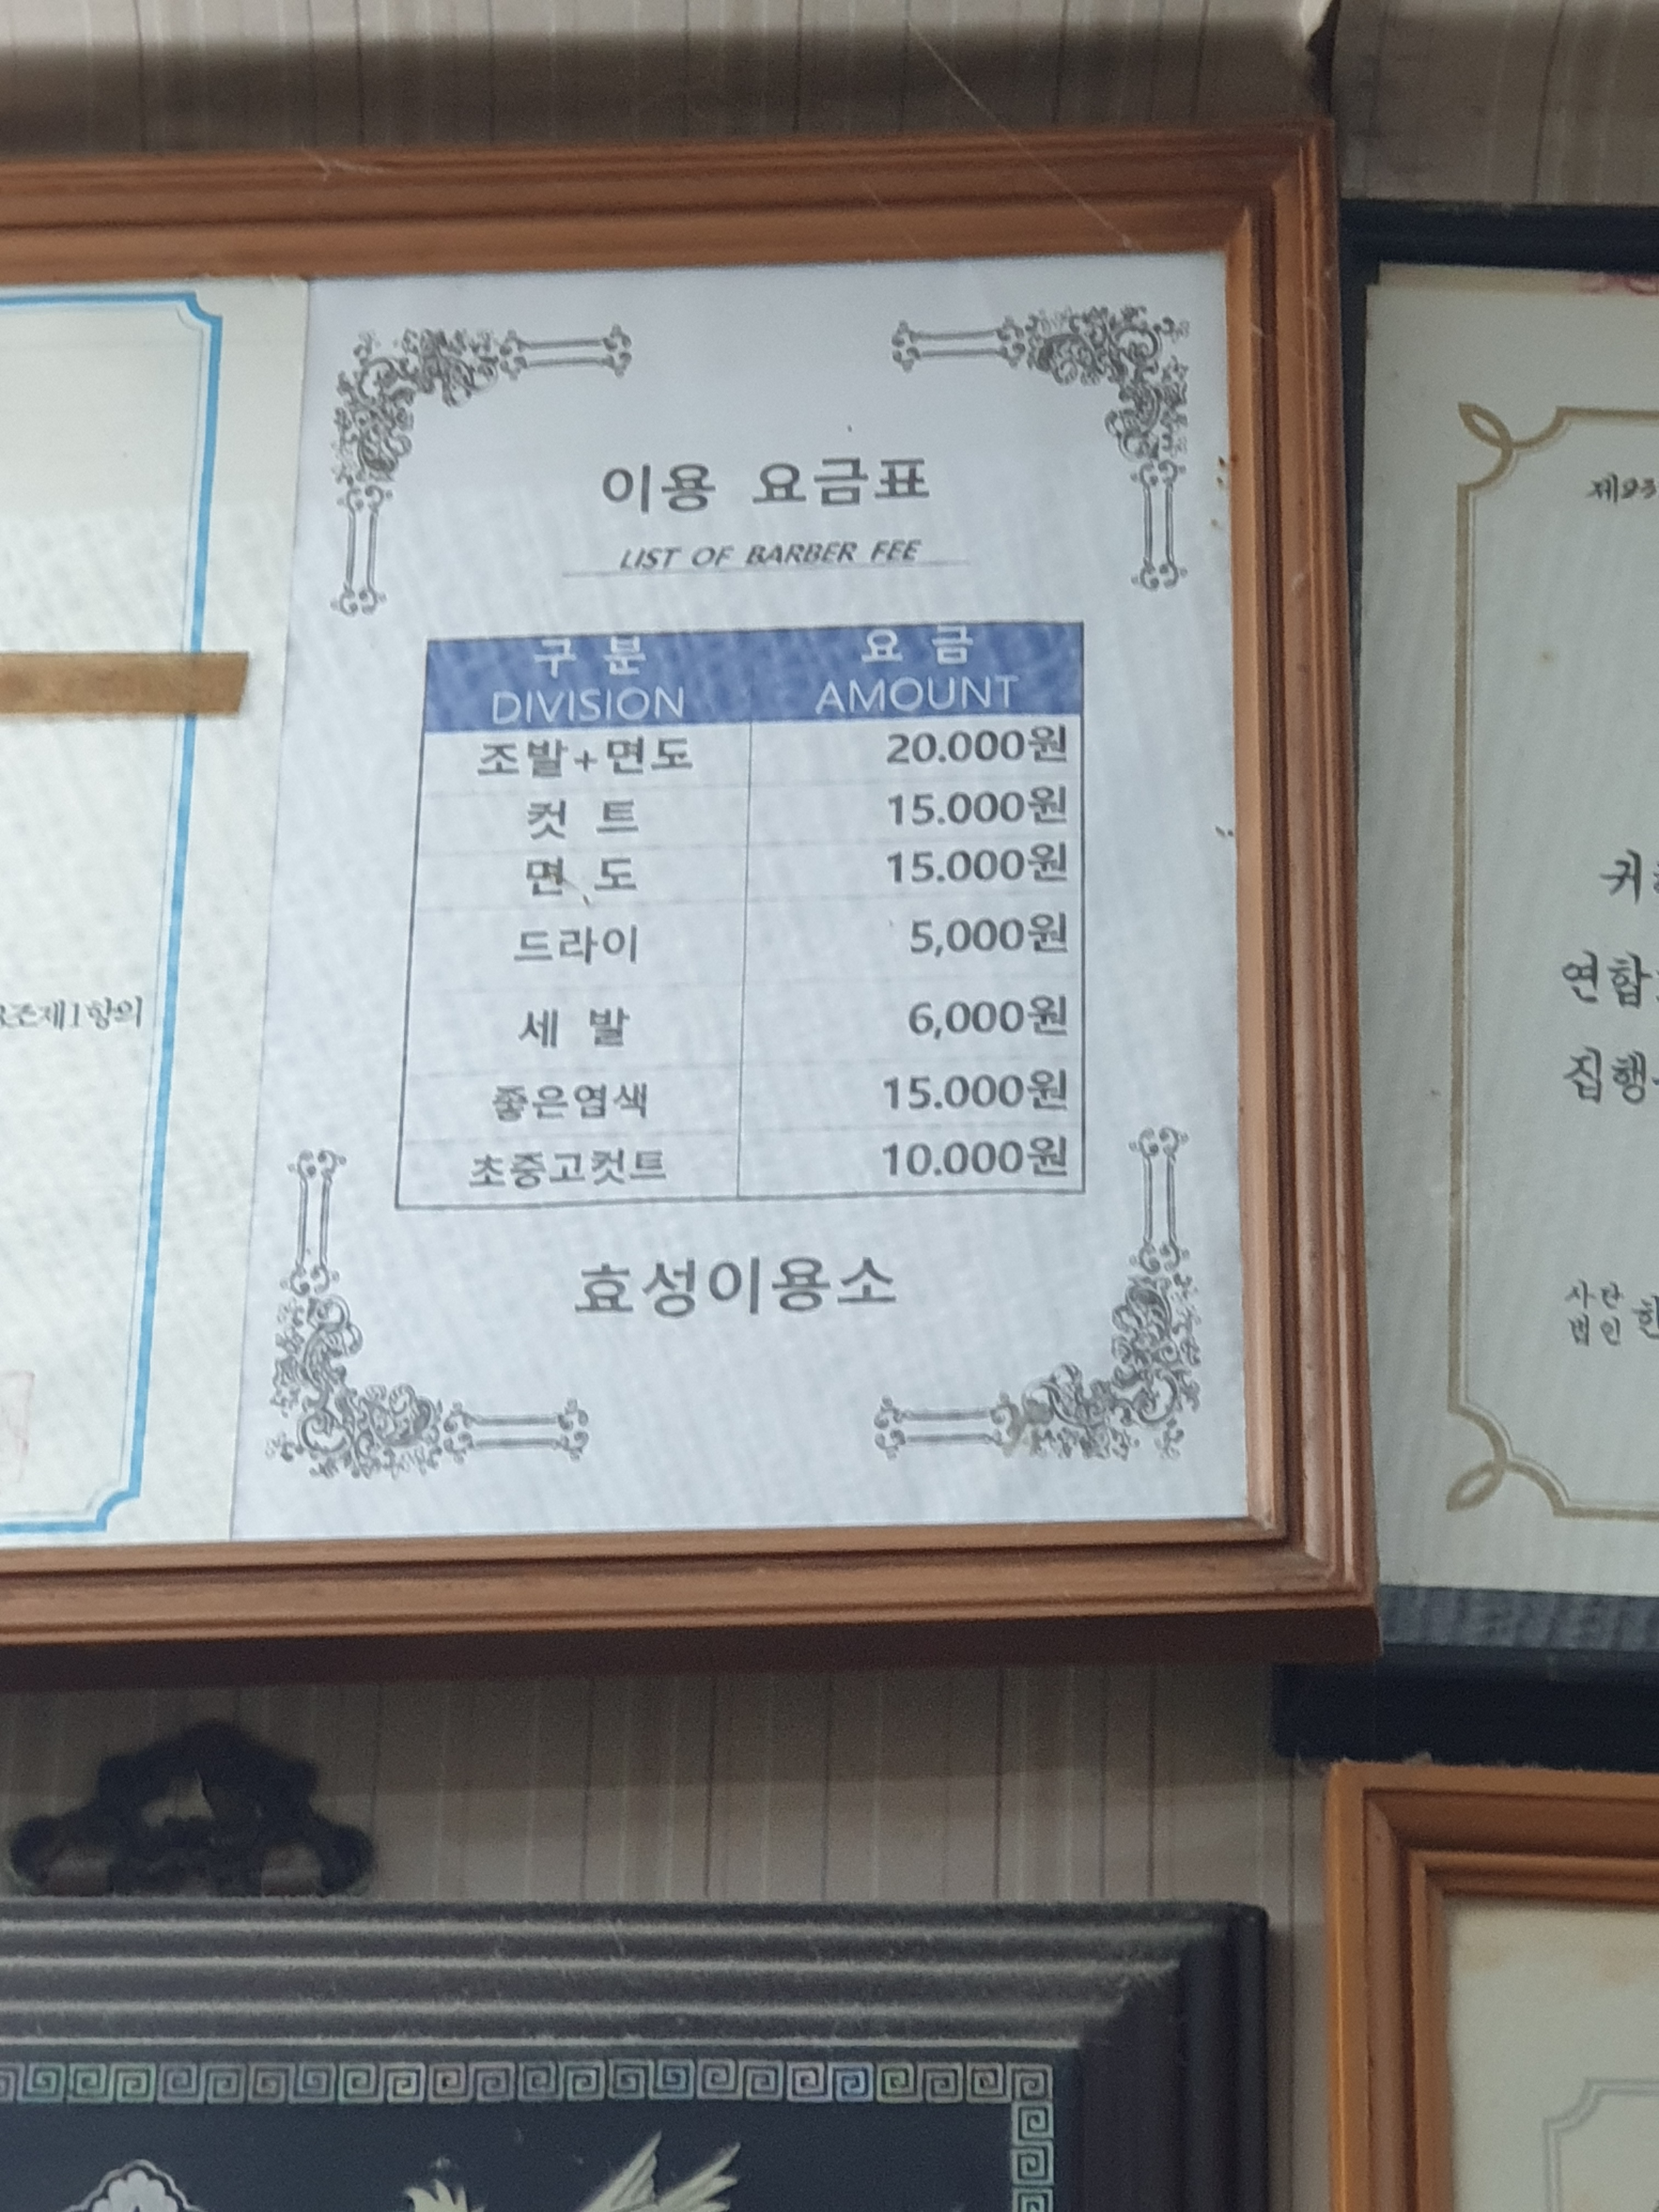 이용 요금표
LIST OF BARBER FEE
구 분 요 금
DIVISION AMOUNT
조발+면도 20.000원
컷 트 15.000원
면 도 15.000원
드라이 5,000원
세 발 6,000원
좋은염색 15.000원
초중고컷트 10.000원
효성이용소
조제1항의
제93
귀
연합
집행
사단
법인 한